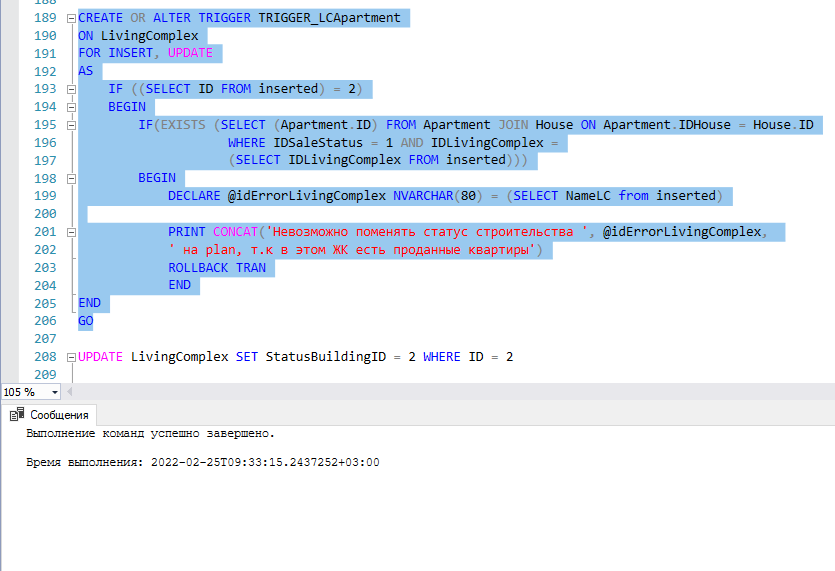 188
189 CREATE OR ALTER TRIGGER TRIGGER_LCApartment
190 ON LivingComplex
191 FOR INSERT, UPDATE
192 AS
193 IF ((SELECT ID FROM inserted) = 2)
194 BEGIN
195 IF(EXISTS (SELECT (Apartment.ID) FROM Apartment JOIN House ON Apartment.IDHouse = House.ID
196 WHERE IDSaleStatus = 1 AND IDLivingComplex =
197 (SELECT IDLivingComplex FROM inserted)))
198 BEGIN
199 DECLARE @idErrorLivingComplex NVARCHAR(80) = (SELECT NameLC from inserted)
200
201 PRINT CONCAT('Невозможно поменять статус строительства ', @idErrorLivingComplex,
202 ' на plan, т.к в этом ЖК есть проданные квартиры')
203 ROLLBACK TRAN
204 END
205 END
206 GO
207
208 UPDATE LivingComplex SET StatusBuildingID = 2 WHERE ID = 2
209
105 %
Сообщения
Выполнение команд успешно завершено.
Время выполнения: 2022-02-25T09:33:15.2437252+03:00